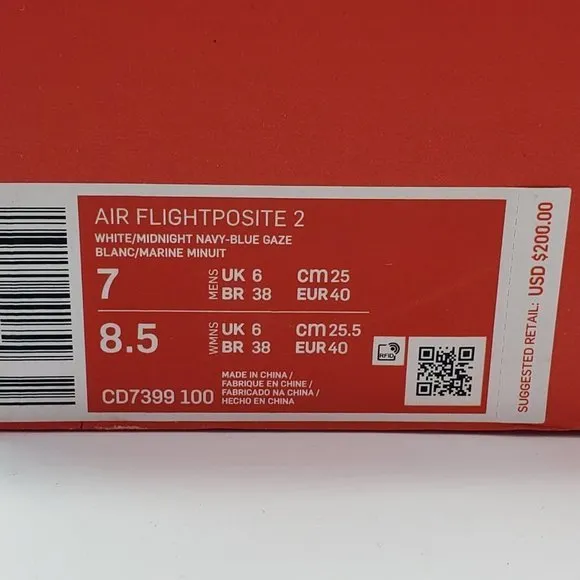 AIR FLIGHTPOSITE 2
WHITE/MIDNIGHT NAVY-BLUE GAZE
BLANC/MARINE MINUIT
7 MENS UK 6 CM 25
BR 38 EUR 40
8.5 WMNS UK 6 CM 25.5
BR 38 EUR 40
RFID
CD7399 100
MADE IN CHINA /
FABRIQUE EN CHINE /
FABRICADO NA CHINA /
HECHO EN CHINA
SUGGESTED RETAIL: USD $200.00